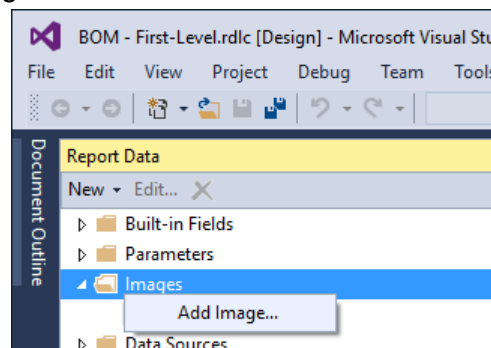 BOM - First-Level.rdlc [Design] - Microsoft Visual Stu
File Edit View Project Debug Team Tools
Document Outline
Report Data
New Edit...
Built-in Fields
Parameters
Images
Add Image...
Data Sources